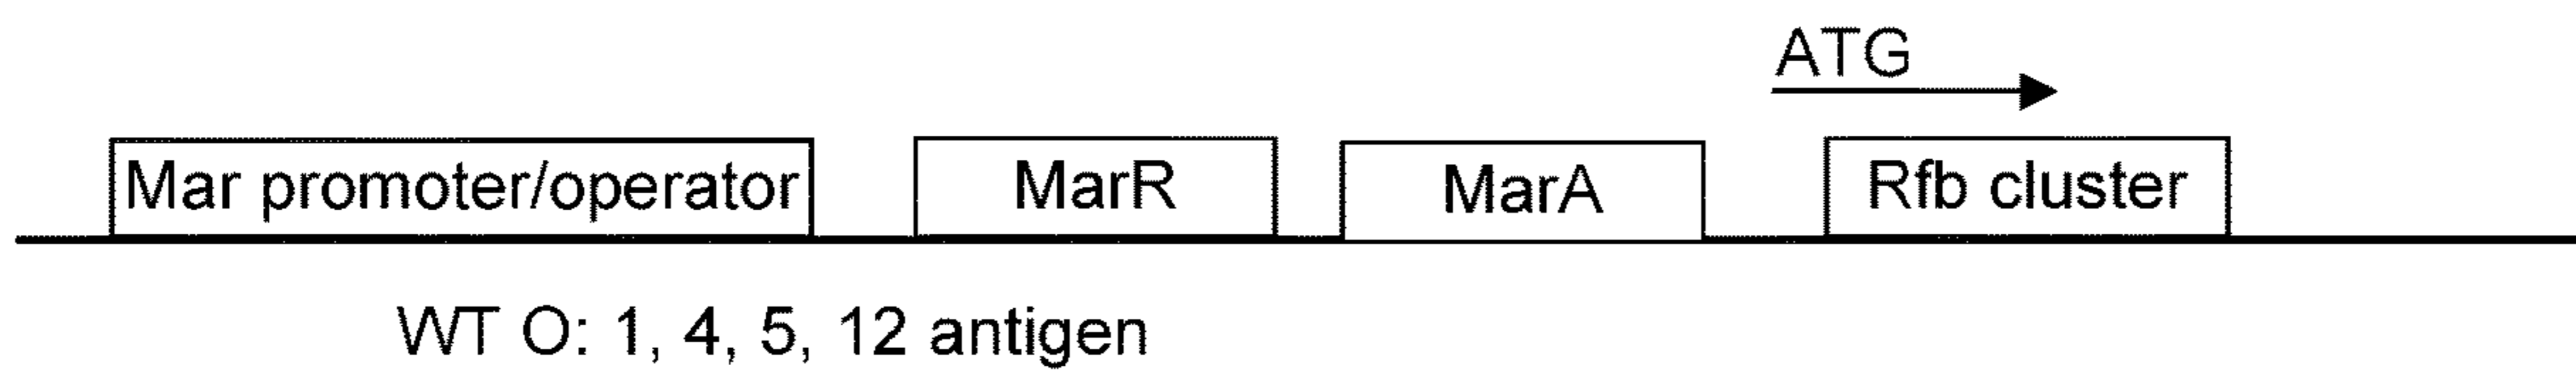 ATG
Mar promoter/operator MarR MarA Rfb cluster
WT O: 1, 4, 5, 12 antigen